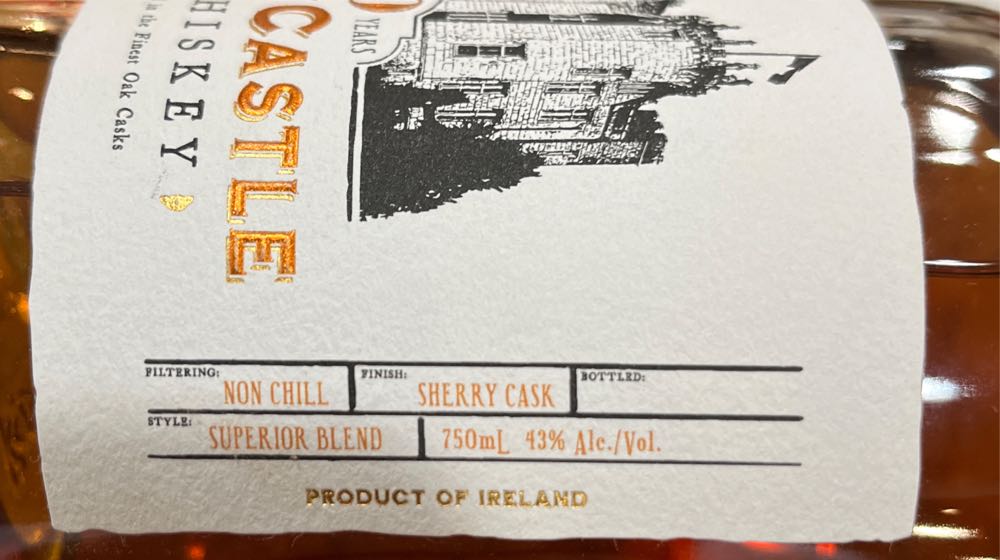 YEARS
CASTLE
HISKEY
in the Finest Oak Casks
FILTERING: NON CHILL
FINISH: SHERRY CASK
BOTTLED:
STYLE: SUPERIOR BLEND
750mL 43% Alc./Vol.
PRODUCT OF IRELAND